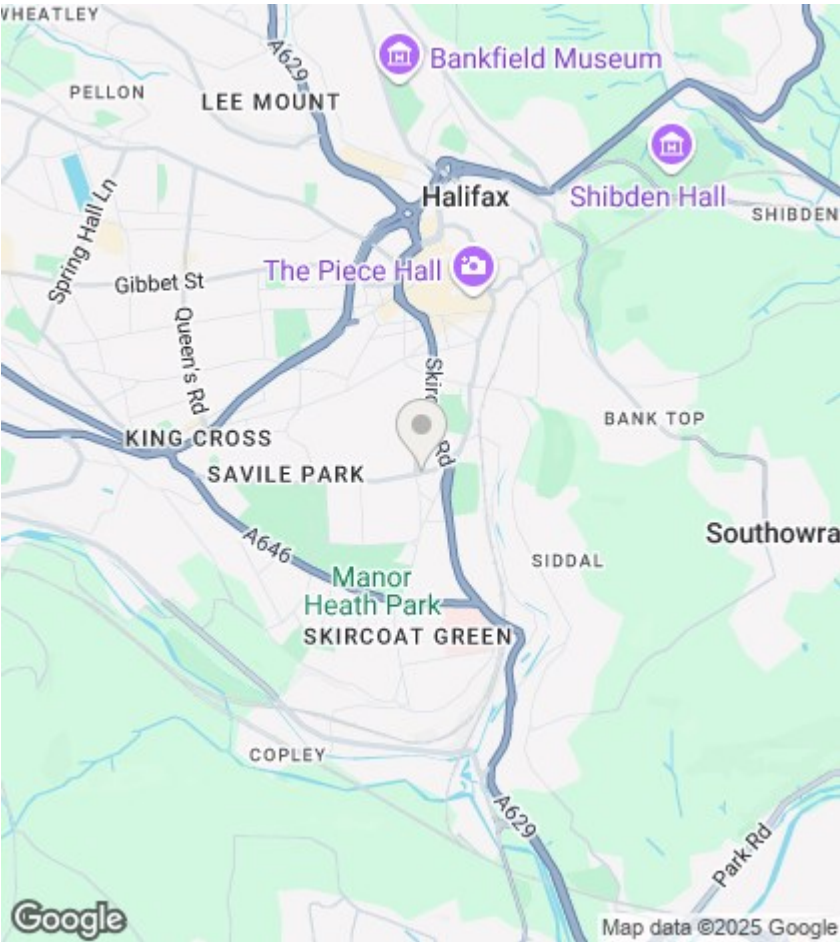 WHEATLEY
A629
Bankfield Museum
PELLON
LEE MOUNT
Halifax
Shibden Hall
SHIBDEN
Spring Hall Ln
The Piece Hall
Gibbet St
Queen's Rd
Skirc
Rd
BANK TOP
KING CROSS
SAVILE PARK
A646
Southowra
SIDDAL
Manor
Heath Park
SKIRCOAT GREEN
COPLEY
A629
Park Rd
Google
Map data ©2025 Google